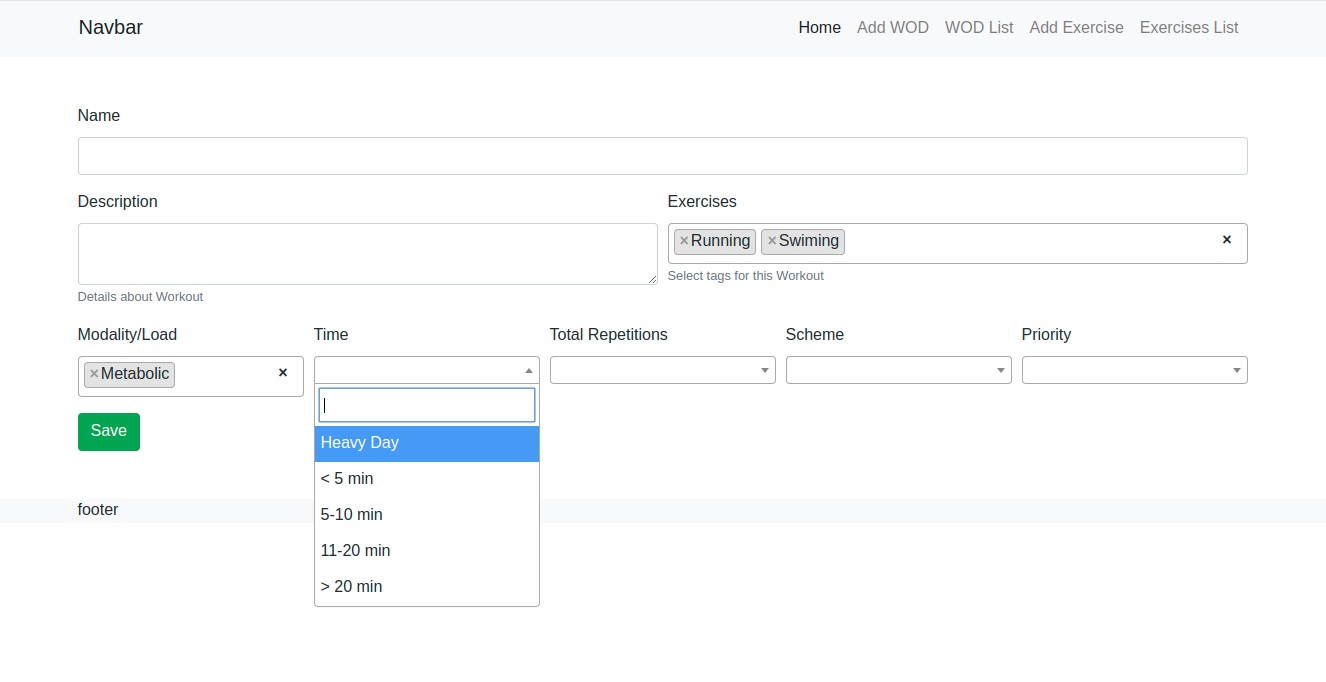 Navbar
Home Add WOD WOD List Add Exercise Exercises List
Name
Description
Exercises
×Running ×Swiming ×
Select tags for this Workout
Details about Workout
Modality/Load Time Total Repetitions Scheme Priority
×Metabolic ×
Save
Heavy Day
< 5 min
5-10 min
11-20 min
> 20 min
footer